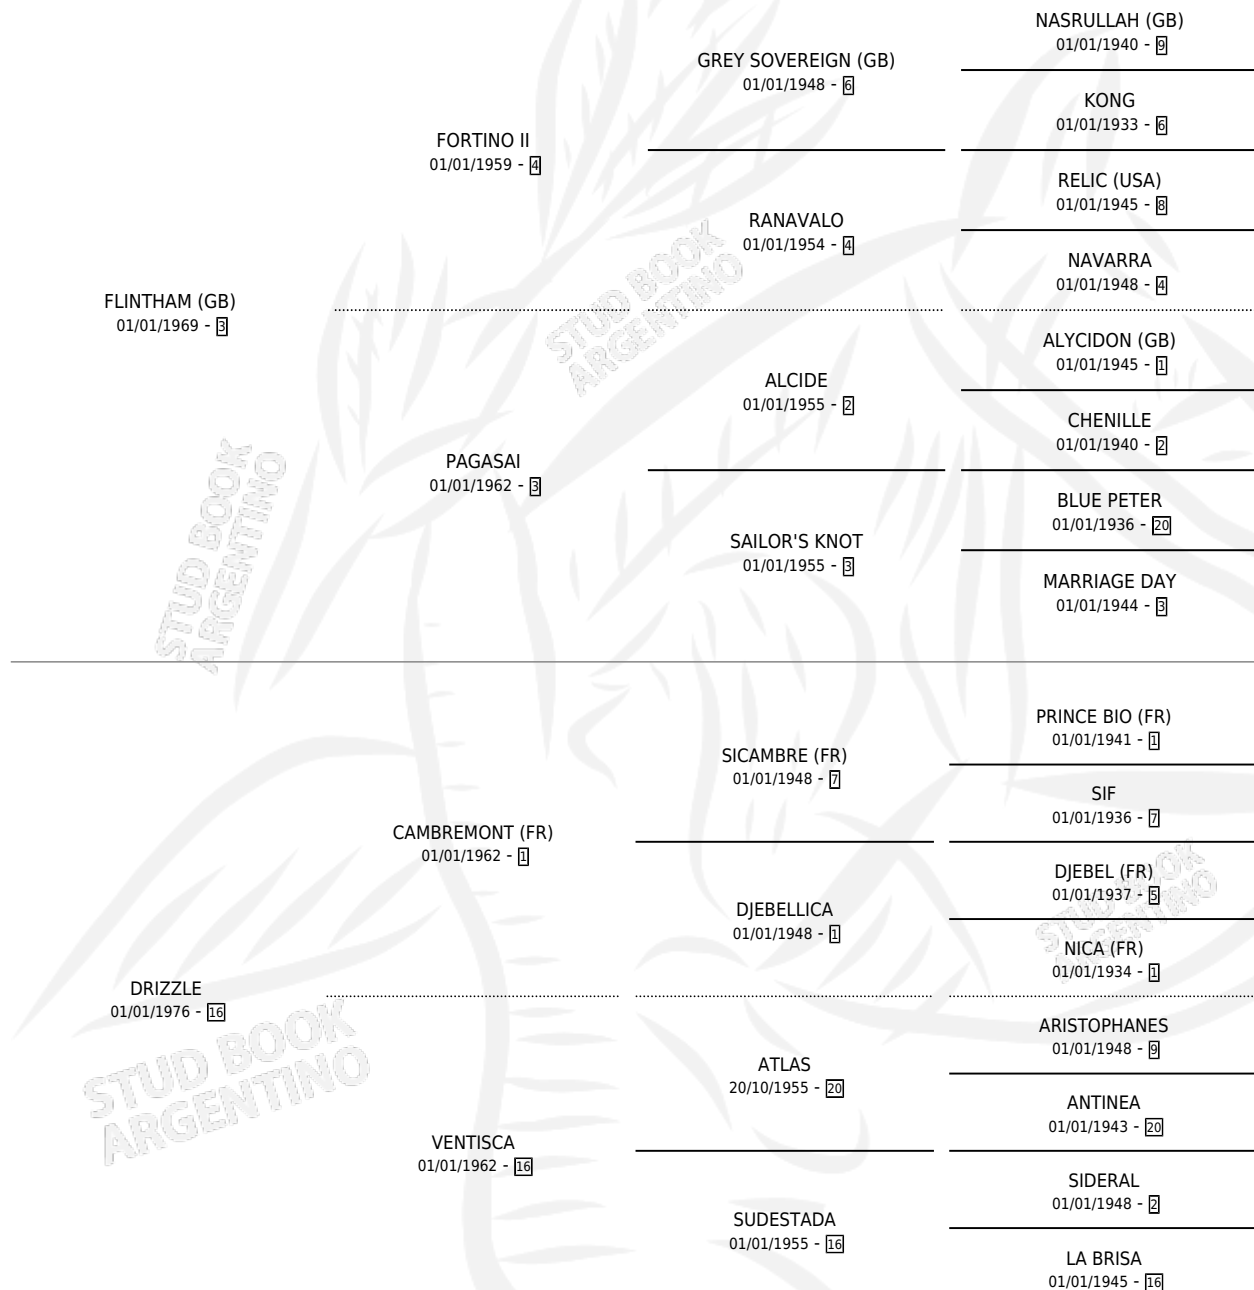 NASRULLAH (GB)
01/01/1940 - 9
GREY SOVEREIGN (GB)
01/01/1948 - 6
KONG
01/01/1933 - 6
FORTINO II
01/01/1959 - 4
RELIC (USA)
01/01/1945 - 8
RANAVALO
01/01/1954 - 4
NAVARRA
01/01/1948 - 4
FLINTHAM (GB)
01/01/1969 - 3
ALYCIDON (GB)
01/01/1945 - 1
ALCIDE
01/01/1955 - 2
CHENILLE
01/01/1940 - 2
PAGASAI
01/01/1962 - 3
BLUE PETER
01/01/1936 - 20
SAILOR'S KNOT
01/01/1955 - 3
MARRIAGE DAY
01/01/1944 - 3
PRINCE BIO (FR)
01/01/1941 - 1
SICAMBRE (FR)
01/01/1948 - 7
SIF
01/01/1936 - 7
CAMBREMONT (FR)
01/01/1962 - 1
DJEBEL (FR)
01/01/1937 - 5
DJEBELLICA
01/01/1948 - 1
NICA (FR)
01/01/1934 - 1
DRIZZLE
01/01/1976 - 16
ARISTOPHANES
01/01/1948 - 9
ATLAS
20/10/1955 - 20
ANTINEA
01/01/1943 - 20
VENTISCA
01/01/1962 - 16
SIDERAL
01/01/1948 - 2
SUDESTADA
01/01/1955 - 16
LA BRISA
01/01/1945 - 16
STUD BOOK
ARGENTINO
STUD BOOK
ARGENTINO
STUD BOOK
ARGENTINO
STUD BOOK
ARGENTINO